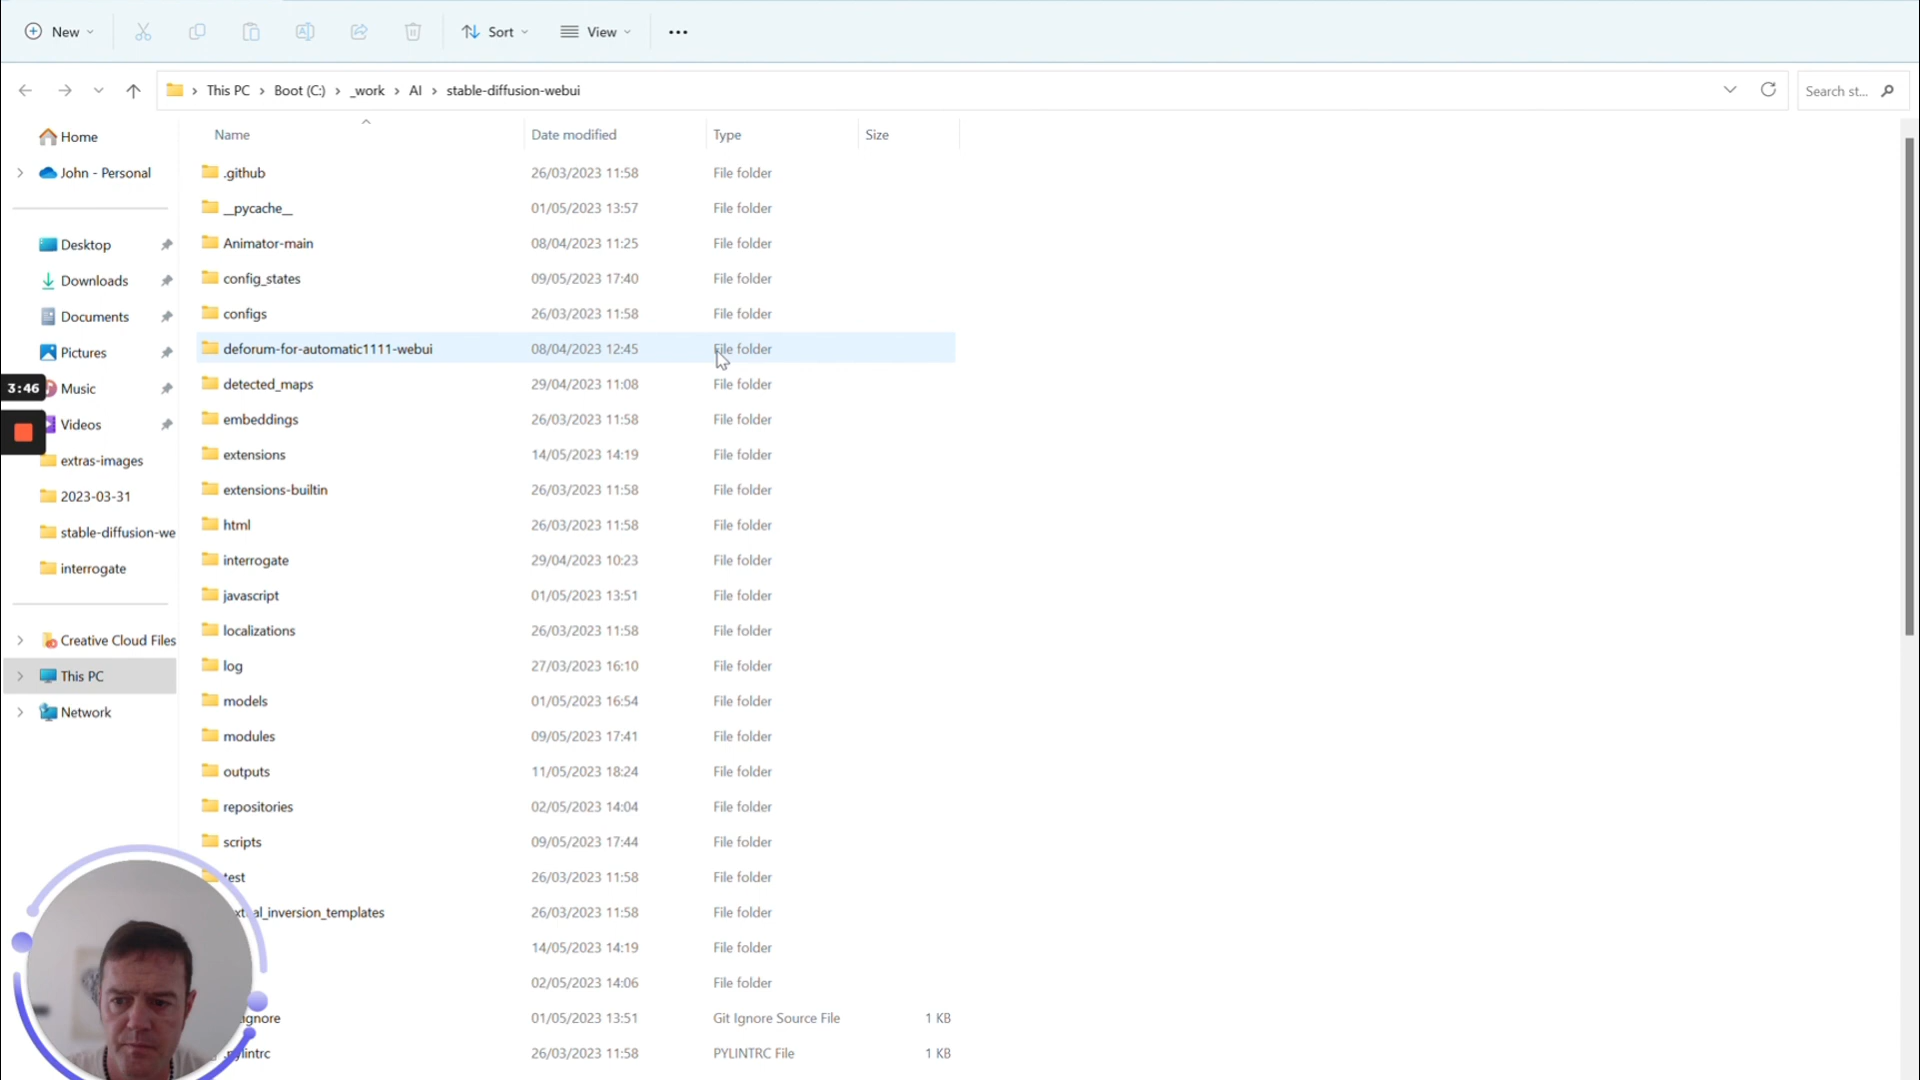 New
Sort
View
This PC
Boot (C:)
_work
AI
stable-diffusion-webui
Search st...
Home
John - Personal
Desktop
Downloads
Documents
Pictures
3:46
Music
Videos
extras-images
2023-03-31
stable-diffusion-we
interrogate
Creative Cloud Files
This PC
Network
Name Date modified Type Size
.github 26/03/2023 11:58 File folder
__pycache__ 01/05/2023 13:57 File folder
Animator-main 08/04/2023 11:25 File folder
config_states 09/05/2023 17:40 File folder
configs 26/03/2023 11:58 File folder
deforum-for-automatic1111-webui 08/04/2023 12:45 File folder
detected_maps 29/04/2023 11:08 File folder
embeddings 26/03/2023 11:58 File folder
extensions 14/05/2023 14:19 File folder
extensions-builtin 26/03/2023 11:58 File folder
html 26/03/2023 11:58 File folder
interrogate 29/04/2023 10:23 File folder
javascript 01/05/2023 13:51 File folder
localizations 26/03/2023 11:58 File folder
log 27/03/2023 16:10 File folder
models 01/05/2023 16:54 File folder
modules 09/05/2023 17:41 File folder
outputs 11/05/2023 18:24 File folder
repositories 02/05/2023 14:04 File folder
scripts 09/05/2023 17:44 File folder
test 26/03/2023 11:58 File folder
textual_inversion_templates 26/03/2023 11:58 File folder
14/05/2023 14:19 File folder
02/05/2023 14:06 File folder
gnore 01/05/2023 13:51 Git Ignore Source File 1 KB
.pylintrc 26/03/2023 11:58 PYLINTRC File 1 KB